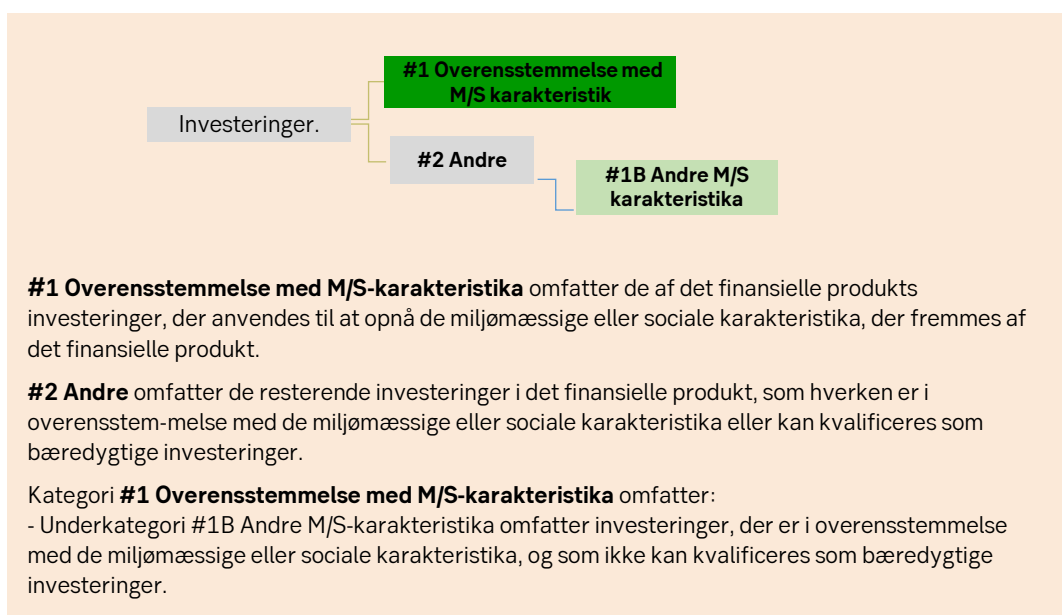 #1 Overensstemmelse med
M/S karakteristik
Investeringer.
#2 Andre
#1B Andre M/S
karakteristika
#1 Overensstemmelse med M/S-karakteristika omfatter de af det finansielle produkts
investeringer, der anvendes til at opnå de miljømæssige eller sociale karakteristika, der fremmes af
det finansielle produkt.
#2 Andre omfatter de resterende investeringer i det finansielle produkt, som hverken er i
overensstem-melse med de miljømæssige eller sociale karakteristika eller kan kvalificeres som
bæredygtige investeringer.
Kategori #1 Overensstemmelse med M/S-karakteristika omfatter:
- Underkategori #1B Andre M/S-karakteristika omfatter investeringer, der er i overensstemmelse
med de miljømæssige eller sociale karakteristika, og som ikke kan kvalificeres som bæredygtige
investeringer.